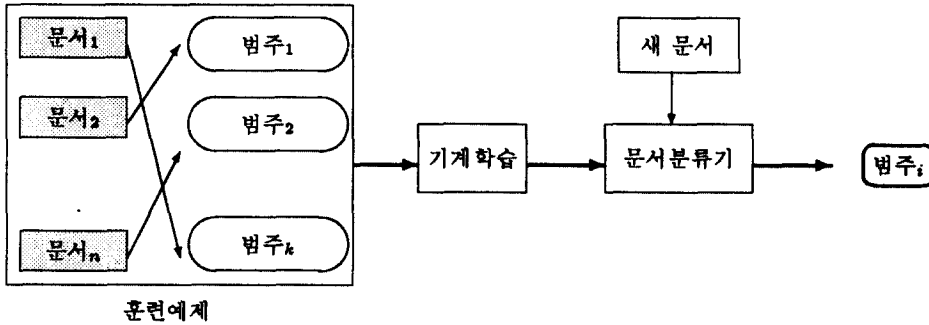 문서₁
범주₁
새 문서
문서₂
범주₂
기계학습
문서분류기
범주ᵢ
문서ₙ
범주ₖ
훈련예제